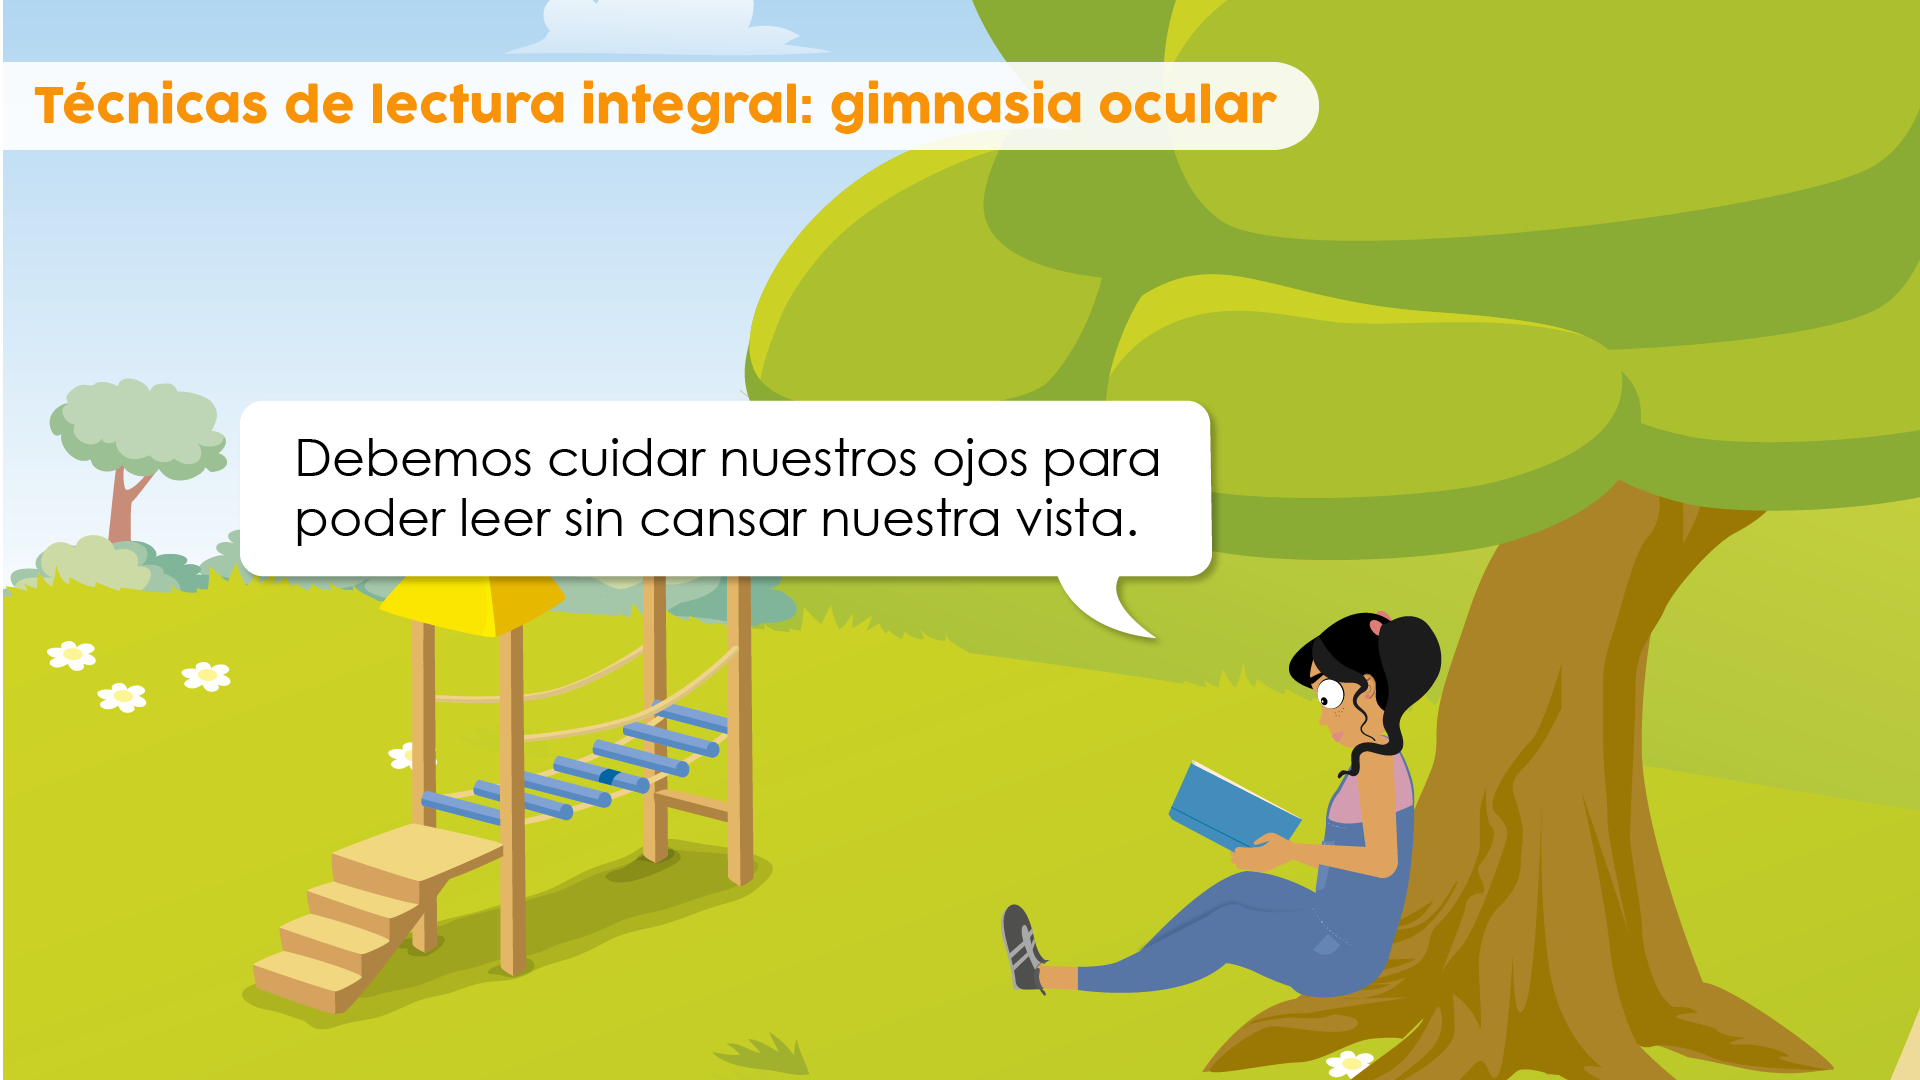 Técnicas de lectura integral: gimnasia ocular
Debemos cuidar nuestros ojos para
poder leer sin cansar nuestra vista.